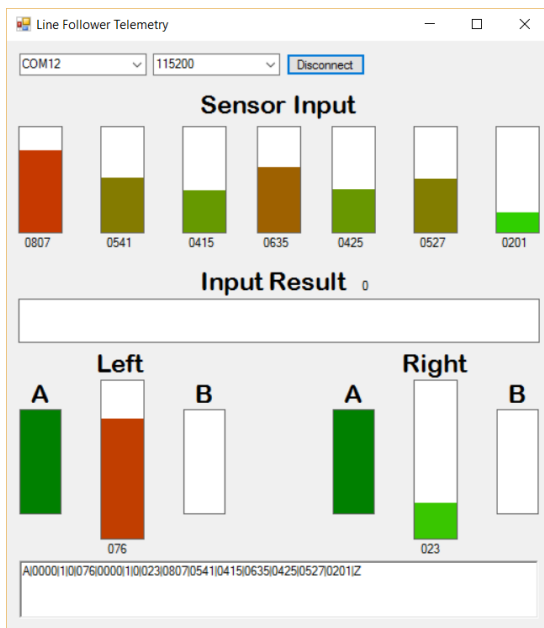 Line Follower Telemetry
COM12 115200 Disconnect
Sensor Input
0807 0541 0415 0635 0425 0527 0201
Input Result 0
Left Right
A B A B
076 023
A|0000|1|0|076|0000|1|0|023|0807|0541|0415|0635|0425|0527|0201|Z